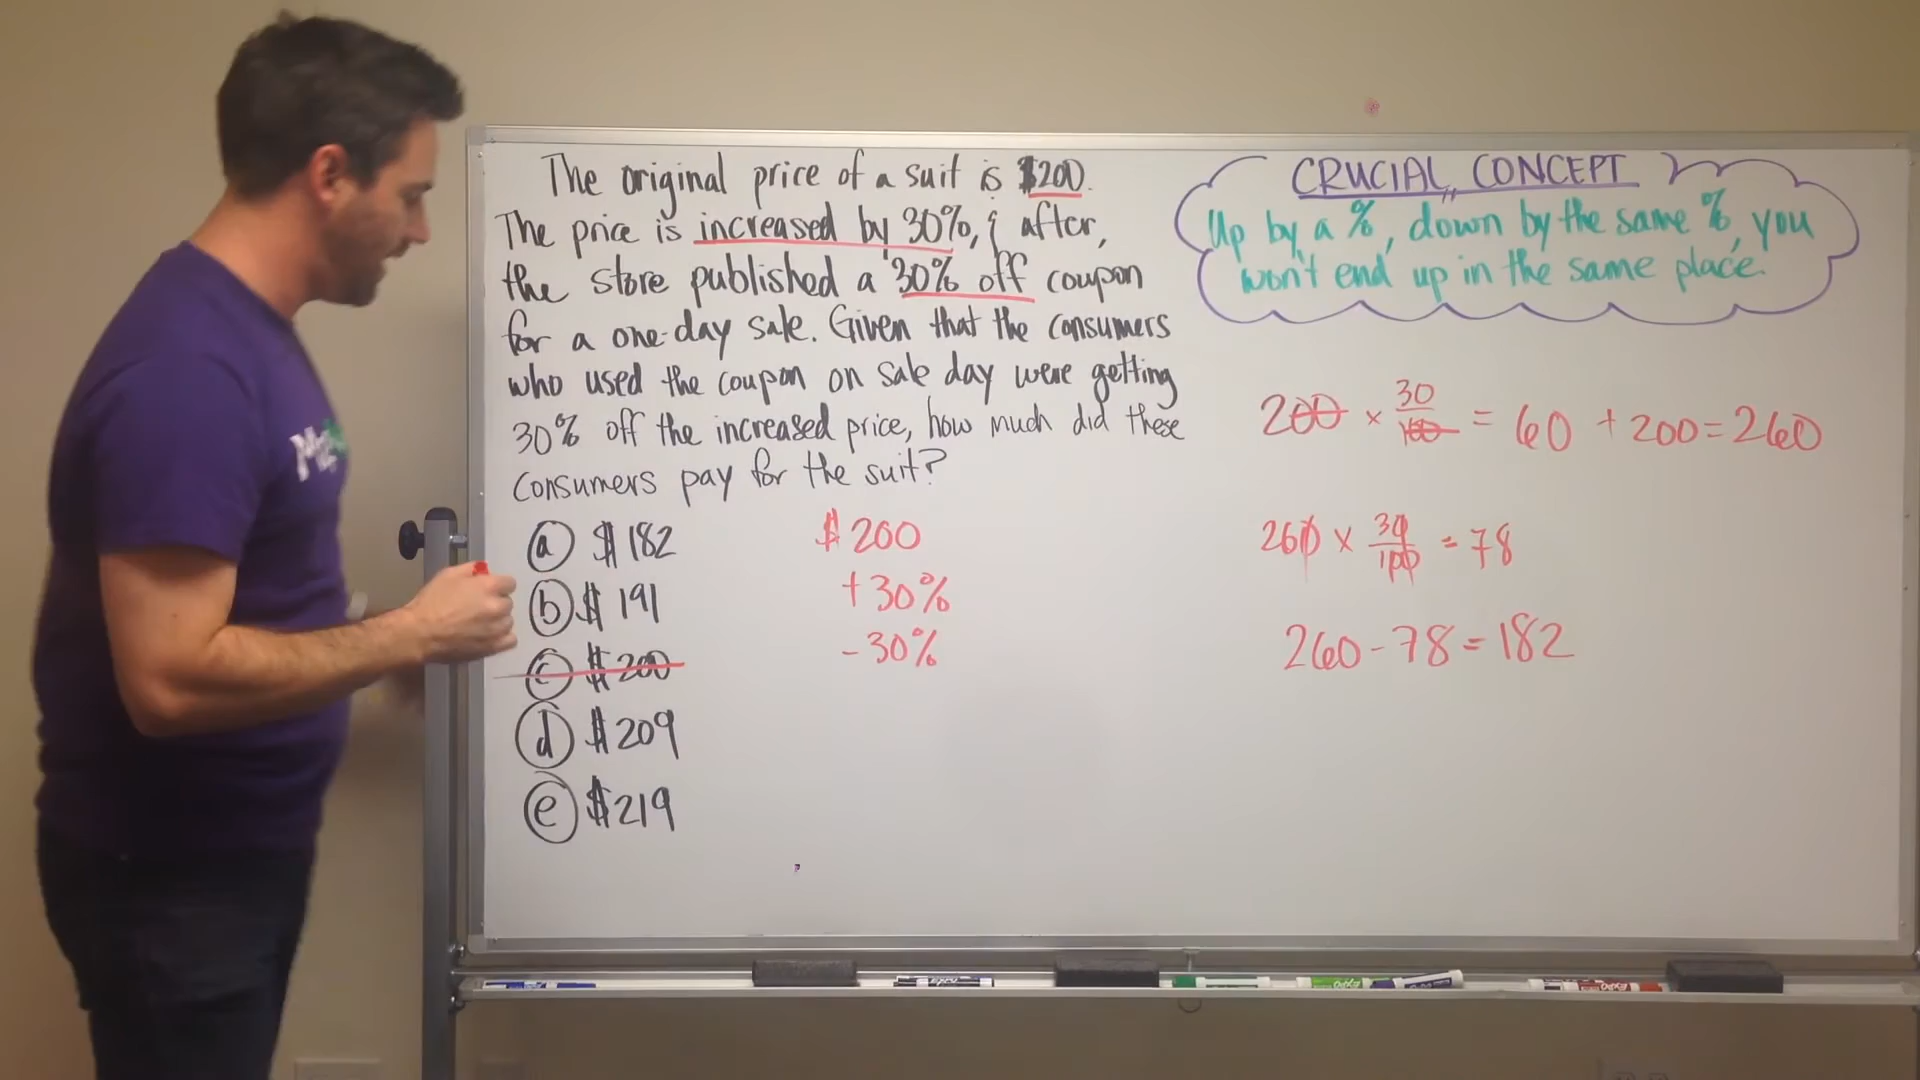 The original price of a suit is $200.
The price is increased by 30%, & after,
the store published a 30% off coupon
for a one-day sale. Given that the consumers
who used the coupon on sale day were getting
30% off the increased price, how much did these
consumers pay for the suit?
(a) $182
(b) $191
(c) $200
(d) $209
(e) $219
$200
+30%
-30%
CRUCIAL CONCEPT
"Up by a %, down by the same %, you
won't end up in the same place."
200 × 30/100 = 60 + 200 = 260
260 × 30/100 = 78
260 - 78 = 182
expo
expo
expo